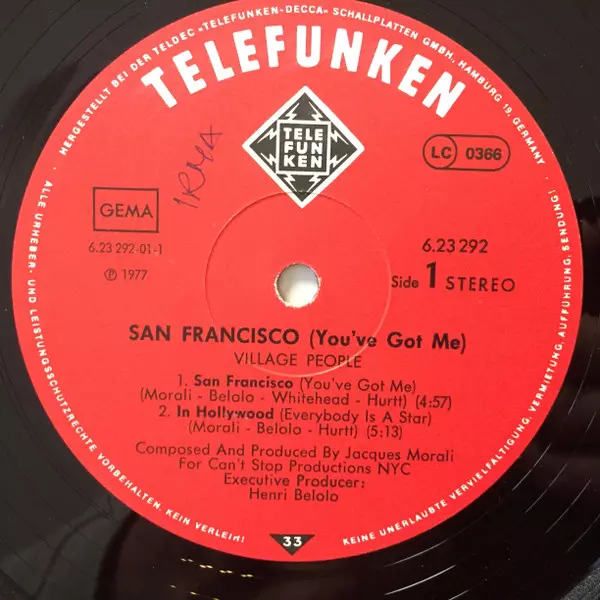 HERGESTELLT BEI DER TELDEC »TELEFUNKEN-DECCA« SCHALLPLATTEN GMBH, HAMBURG 19, GERMANY ·
TELEFUNKEN
TELE
FUN
KEN
IRMA
LC 0366
GEMA
6.23 292-01-1
℗ 1977
6.23 292
Side 1 STEREO
SAN FRANCISCO (You've Got Me)
VILLAGE PEOPLE
1. San Francisco (You've Got Me)
(Morali - Belolo - Whitehead - Hurtt) (4:57)
2. In Hollywood (Everybody Is A Star)
(Morali - Belolo - Hurtt) (5:13)
Composed And Produced By Jacques Morali
For Can't Stop Productions NYC
Executive Producer:
Henri Belolo
33
· ALLE URHEBER- UND LEISTUNGSSCHUTZRECHTE VORBEHALTEN. KEIN VERLEIH!
KEINE UNERLAUBTE VERVIELFÄLTIGUNG, VERMIETUNG, AUFFÜHRUNG, SENDUNG!